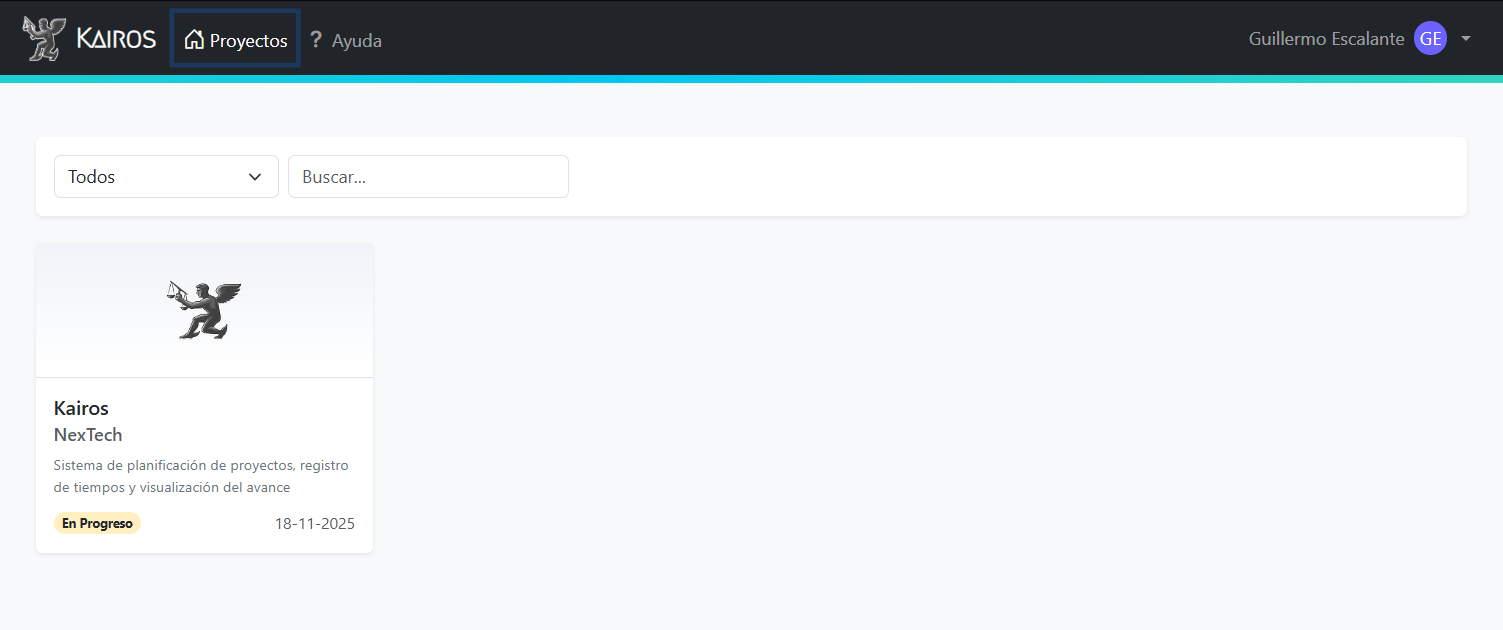 KAIROS Proyectos ? Ayuda Guillermo Escalante GE
Todos Buscar...
Kairos
NexTech
Sistema de planificación de proyectos, registro
de tiempos y visualización del avance
En Progreso 18-11-2025